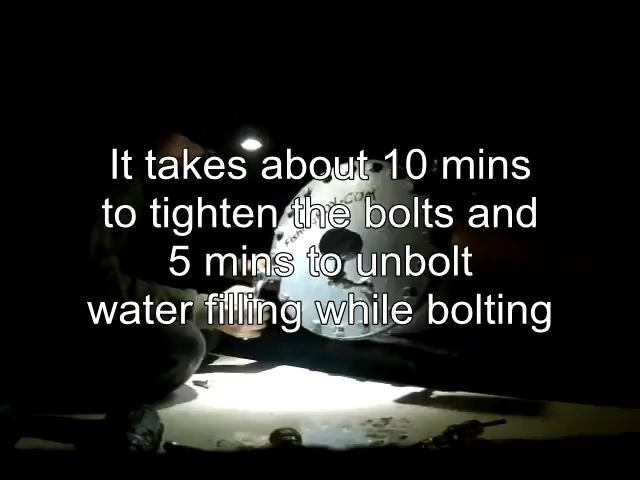 It takes about 10 mins
to tighten the bolts and
5 mins to unbolt
water filling while bolting